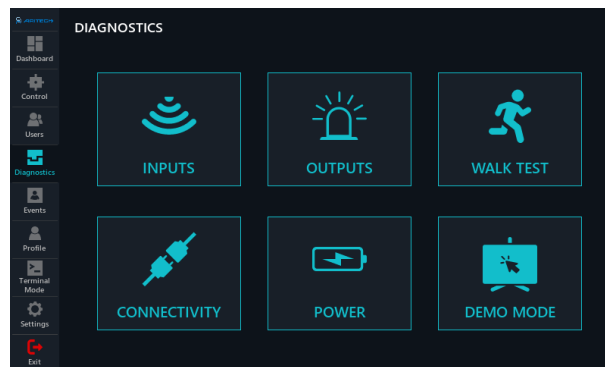 DIAGNOSTICS
Dashboard
Control
Users
Diagnostics
Events
Profile
Terminal
Mode
Settings
Exit
INPUTS
OUTPUTS
WALK TEST
CONNECTIVITY
POWER
DEMO MODE